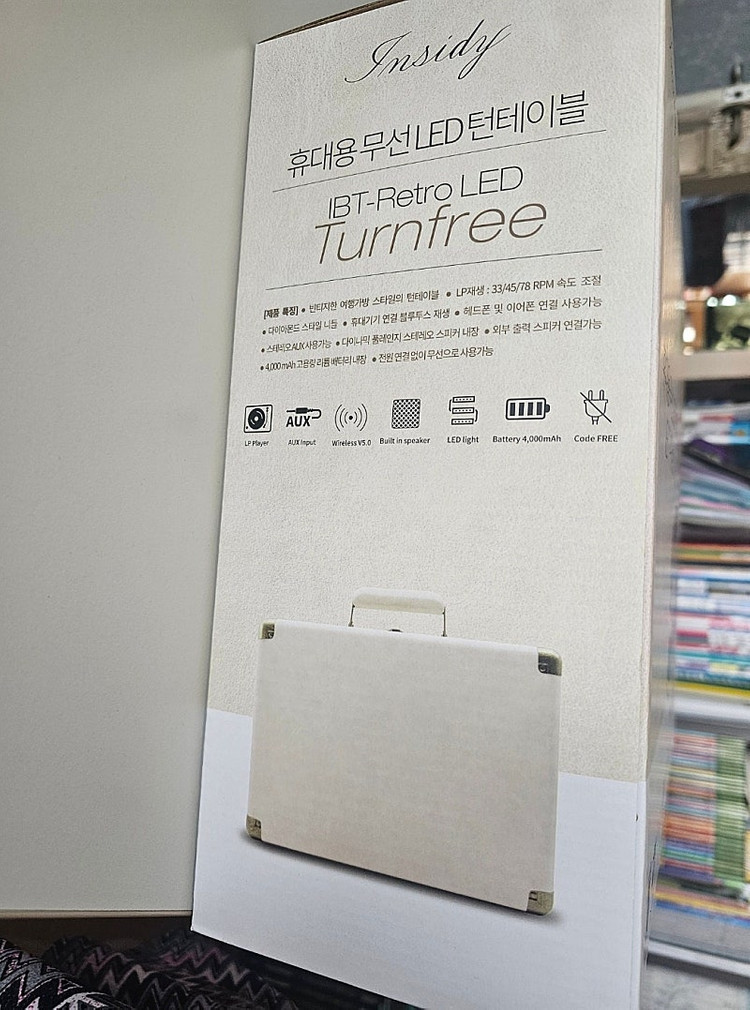 Insidy
휴대용 무선 LED 턴테이블
IBT-Retro LED
Turnfree
[제품 특징] • 빈티지한 여행가방 스타일의 턴테이블 • LP재생 : 33/45/78 RPM 속도 조절
• 다이아몬드 스타일 니들 • 휴대기기 연결 블루투스 재생 • 헤드폰 및 이어폰 연결 사용가능
• 스테레오 AUX 사용가능 • 다이나믹 풀레인지 스테레오 스피커 내장 • 외부 출력 스피커 연결가능
• 4,000 mAh 고용량 리튬 배터리 내장 • 전원 연결 없이 무선으로 사용가능
AUX
LP Player AUX Input Wireless V5.0 Built in speaker LED light Battery 4,000mAh Code FREE